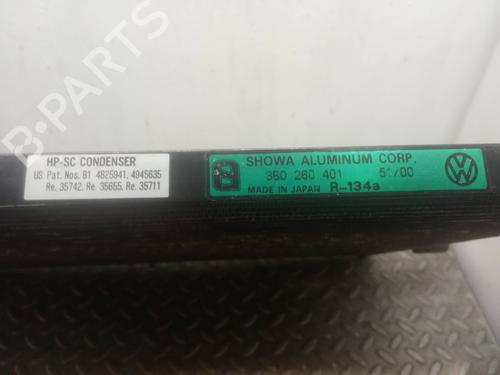 B-PARTS
HP-SC CONDENSER
US Pat. Nos. B1 4825941, 4945635
Re. 35742, Re. 35655, Re. 35711
SHOWA ALUMINUM CORP.
3B0 260 401 51/00
MADE IN JAPAN R-134a